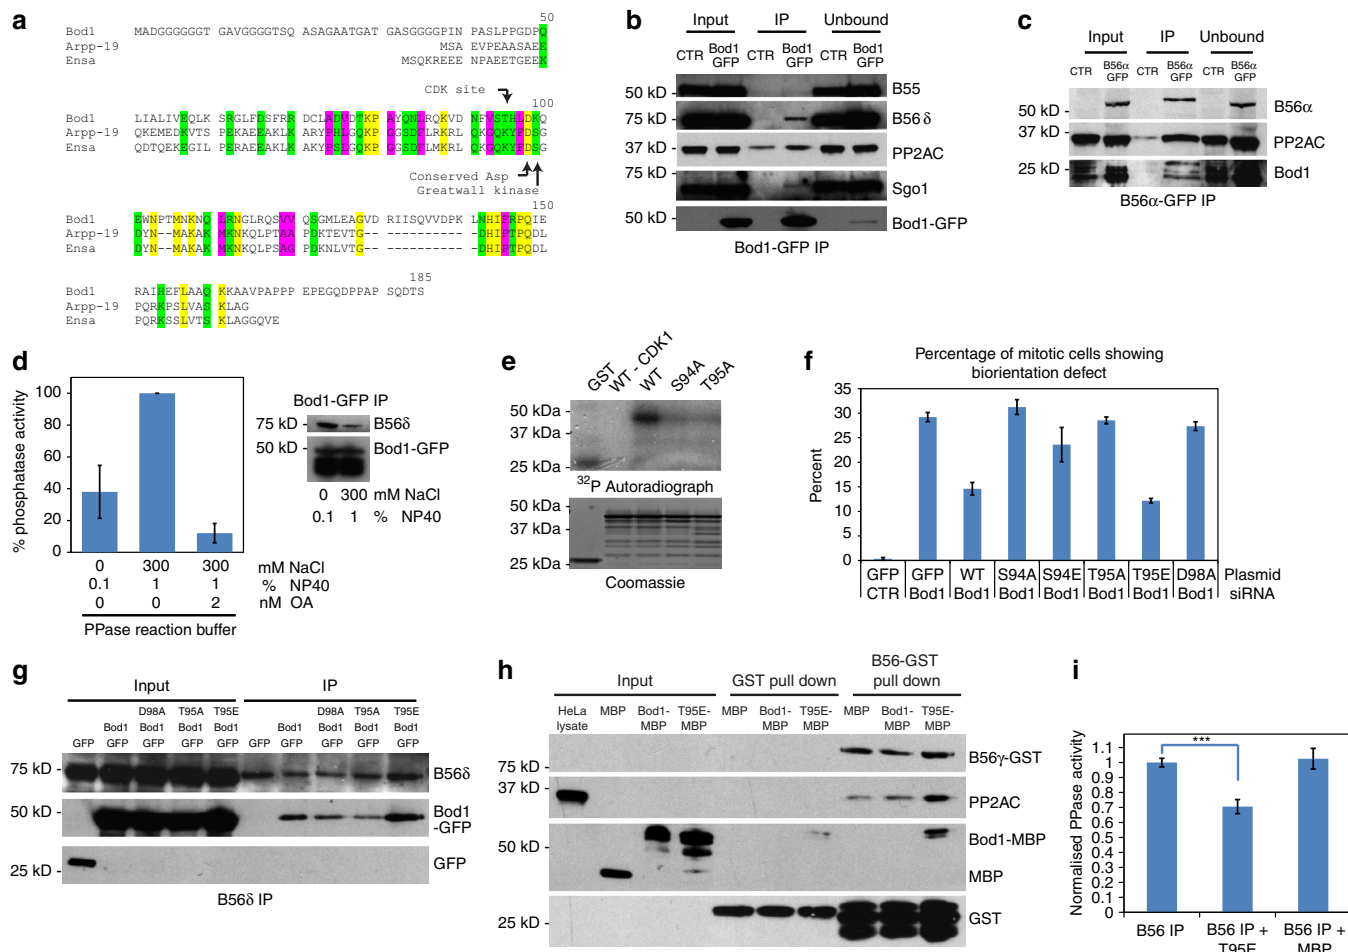 a
50
Bod1 MADGGGGGGT GAVGGGGTSQ ASAGAATGAT GASGGGGPIN PASLPPGDPQ
Arpp-19 MSA EVPEAASAEE
Ensa MSQKREEE NPAEETGEEK
CDK site
100
Bod1 LIALIVEQLK SRGLFDSFRR DCLADVDTKP AYQNLRQKVD NFVSTHLDKQ
Arpp-19 QKEMEDKVTS PEKAEEAKLK ARYPHLGQKP GGSDFLRKRL QKGQKYFDSG
Ensa QDTQEKEGIL PERAEEAKLK AKYPSLGQKP GGSDFLMKRL QKGQKYFDSG
Conserved Asp
Greatwall kinase
150
Bod1 EWNPTMNKNQ LRNGLRQSVV QSGMLEAGVD RIISQVVDPK LNHIFRPQIE
Arpp-19 DYN--MAKAK MKNKQLPTAA PDKTEVTG-- ---------- -DHIPTPQDL
Ensa DYN--MAKAK MKNKQLPSAG PDKNLVTG-- ---------- -DHIPTPQDL
185
Bod1 RAIHEFLAAQ KKAAVPAPPP EPEGQDPPAP SQDTS
Arpp-19 PQRKPSLVAS KLAG
Ensa PQRKSSLVTS KLAGGQVE
b
Input IP Unbound
CTR Bod1 GFP CTR Bod1 GFP CTR Bod1 GFP
50 kD B55
75 kD B56δ
37 kD PP2AC
75 kD Sgo1
50 kD Bod1-GFP
Bod1-GFP IP
c
Input IP Unbound
CTR B56α GFP CTR B56α GFP CTR B56α GFP
50 kD B56α
37 kD PP2AC
25 kD Bod1
B56α-GFP IP
d
% phosphatase activity
100
80
60
40
20
0
0 300 300 mM NaCl
0.1 1 1 % NP40
0 0 2 nM OA
PPase reaction buffer
Bod1-GFP IP
75 kD B56δ
50 kD Bod1-GFP
0 300 mM NaCl
0.1 1 % NP40
e
GST WT - CDK1 WT S94A T95A
50 kDa
37 kDa
25 kDa
32P Autoradiograph
50 kDa
37 kDa
25 kDa
Coomassie
f
Percentage of mitotic cells showing
biorientation defect
Percent
35
30
25
20
15
10
5
0
GFP GFP WT S94A S94E T95A T95E D98A Plasmid
CTR Bod1 Bod1 Bod1 Bod1 Bod1 Bod1 Bod1 siRNA
g
Input IP
D98A T95A T95E D98A T95A T95E
Bod1 Bod1 Bod1 Bod1 Bod1 Bod1 Bod1 Bod1
GFP GFP GFP GFP GFP GFP GFP GFP GFP GFP
75 kD B56δ
50 kD Bod1
-GFP
25 kD GFP
B56δ IP
h
Input GST pull down B56-GST
pull down
HeLa lysate MBP Bod1-MBP T95E-MBP MBP Bod1-MBP T95E-MBP MBP Bod1-MBP T95E-MBP
75 kD B56γ-GST
37 kD PP2AC
50 kD Bod1-MBP
MBP
25 kD GST
i
Normalised PPase activity
***
1.1
1
0.9
0.8
0.7
0.6
0.5
0.4
0.3
0.2
0.1
0
B56 IP B56 IP + T95E B56 IP + MBP